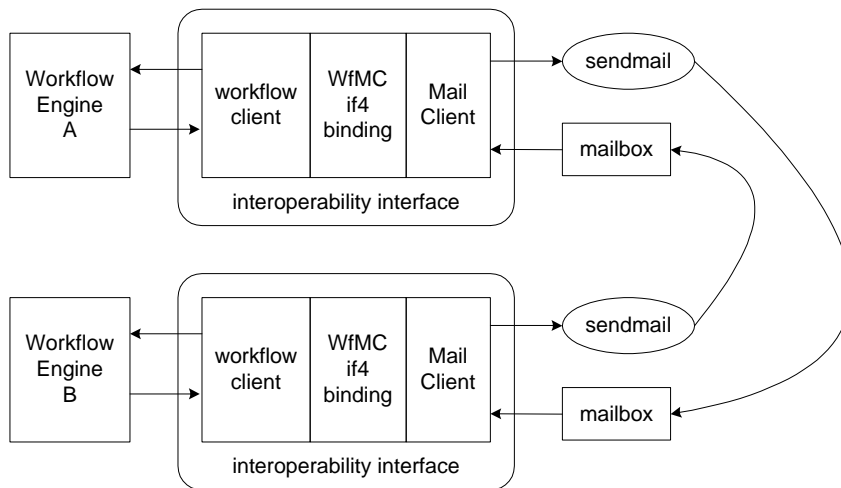 Workflow
Engine
A
workflow
client
WfMC
if4
binding
Mail
Client
interoperability interface
sendmail
mailbox
Workflow
Engine
B
workflow
client
WfMC
if4
binding
Mail
Client
interoperability interface
sendmail
mailbox